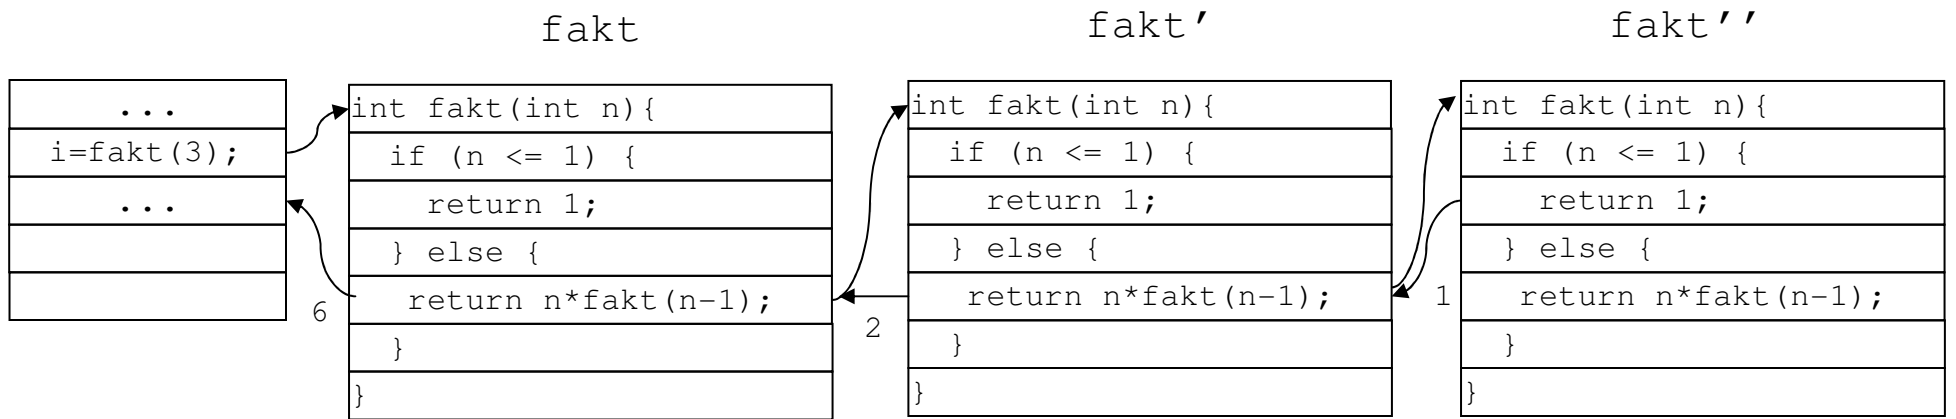 fakt
fakt'
fakt''
...
i=fakt(3);
...
int fakt(int n){
if (n <= 1) {
return 1;
} else {
return n*fakt(n-1);
}
}
int fakt(int n){
if (n <= 1) {
return 1;
} else {
return n*fakt(n-1);
}
}
int fakt(int n){
if (n <= 1) {
return 1;
} else {
return n*fakt(n-1);
}
}
6
2
1